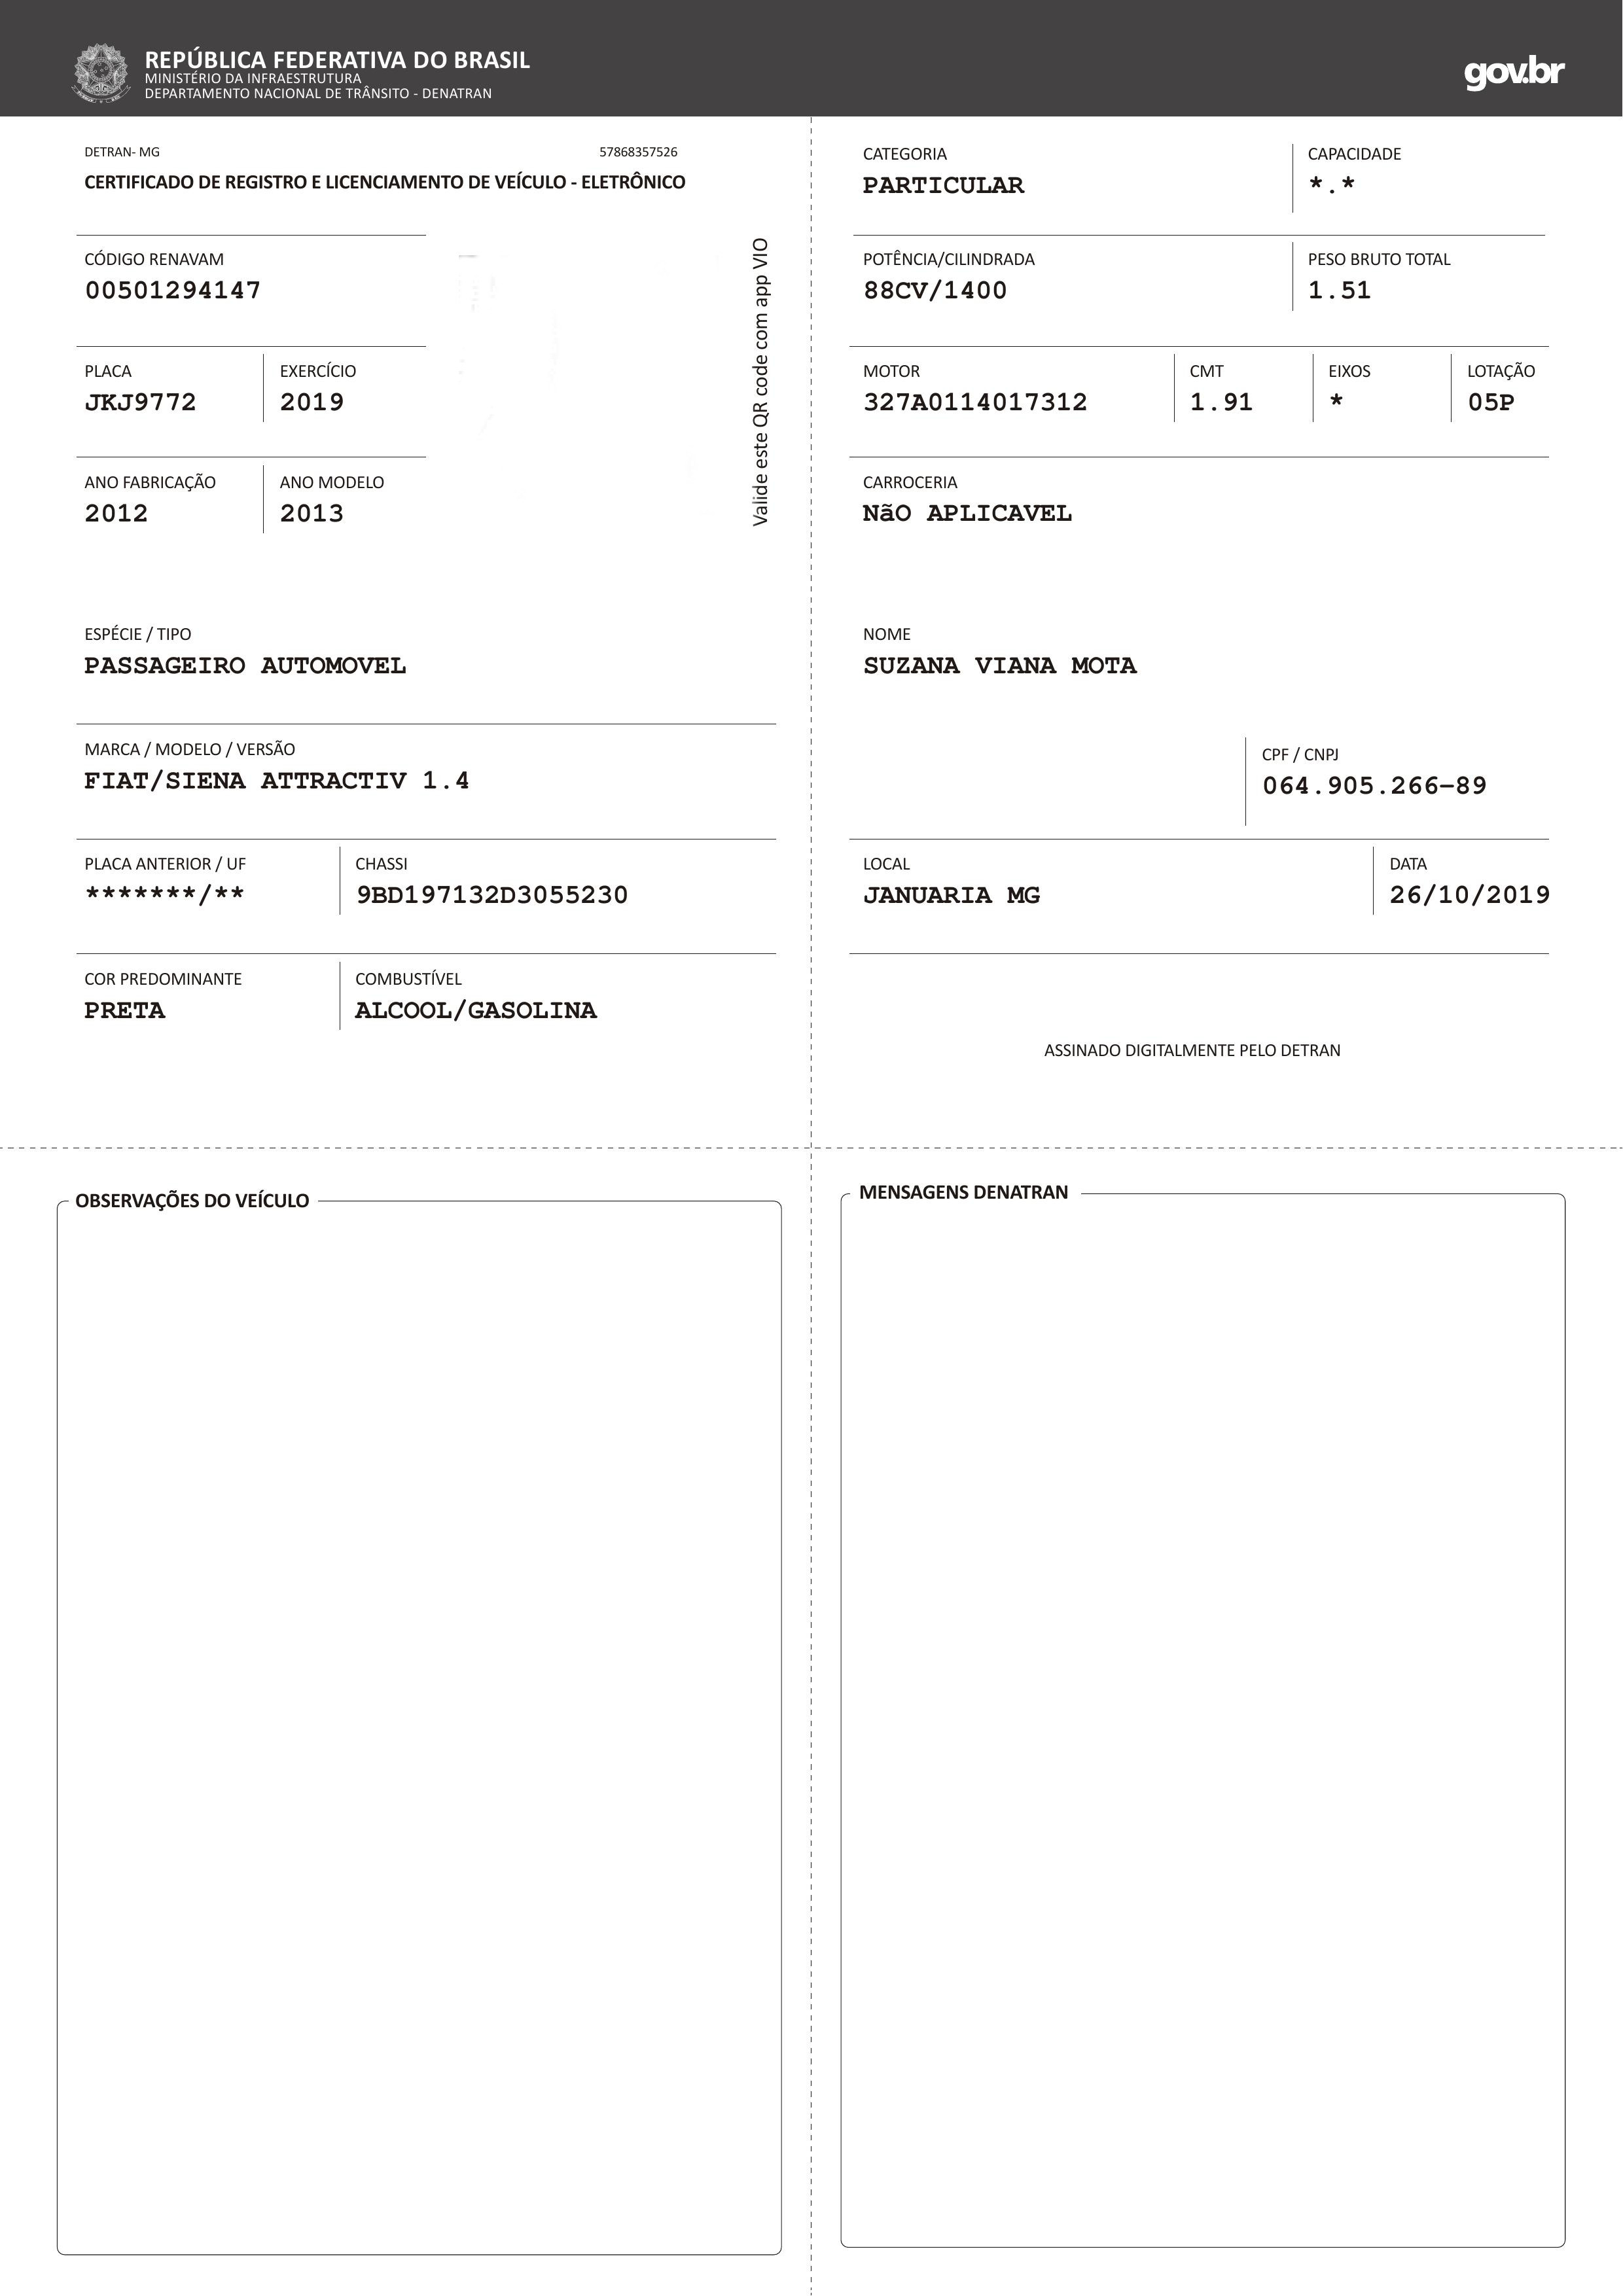 REPÚBLICA FEDERATIVA DO BRASIL
MINISTÉRIO DA INFRAESTRUTURA
DEPARTAMENTO NACIONAL DE TRÂNSITO - DENATRAN
gov.br
DETRAN- MG 57868357526
CERTIFICADO DE REGISTRO E LICENCIAMENTO DE VEÍCULO - ELETRÔNICO
CÓDIGO RENAVAM
00501294147
PLACA EXERCÍCIO
JKJ9772 2019
ANO FABRICAÇÃO ANO MODELO
2012 2013
Valide este QR code com app VIO
ESPÉCIE / TIPO
PASSAGEIRO AUTOMOVEL
MARCA / MODELO / VERSÃO
FIAT/SIENA ATTRACTIV 1.4
PLACA ANTERIOR / UF CHASSI
*******/** 9BD197132D3055230
COR PREDOMINANTE COMBUSTÍVEL
PRETA ALCOOL/GASOLINA
CATEGORIA CAPACIDADE
PARTICULAR *.*
POTÊNCIA/CILINDRADA PESO BRUTO TOTAL
88CV/1400 1.51
MOTOR CMT EIXOS LOTAÇÃO
327A0114017312 1.91 * 05P
CARROCERIA
NãO APLICAVEL
NOME
SUZANA VIANA MOTA
CPF / CNPJ
064.905.266-89
LOCAL DATA
JANUARIA MG 26/10/2019
ASSINADO DIGITALMENTE PELO DETRAN
OBSERVAÇÕES DO VEÍCULO
MENSAGENS DENATRAN